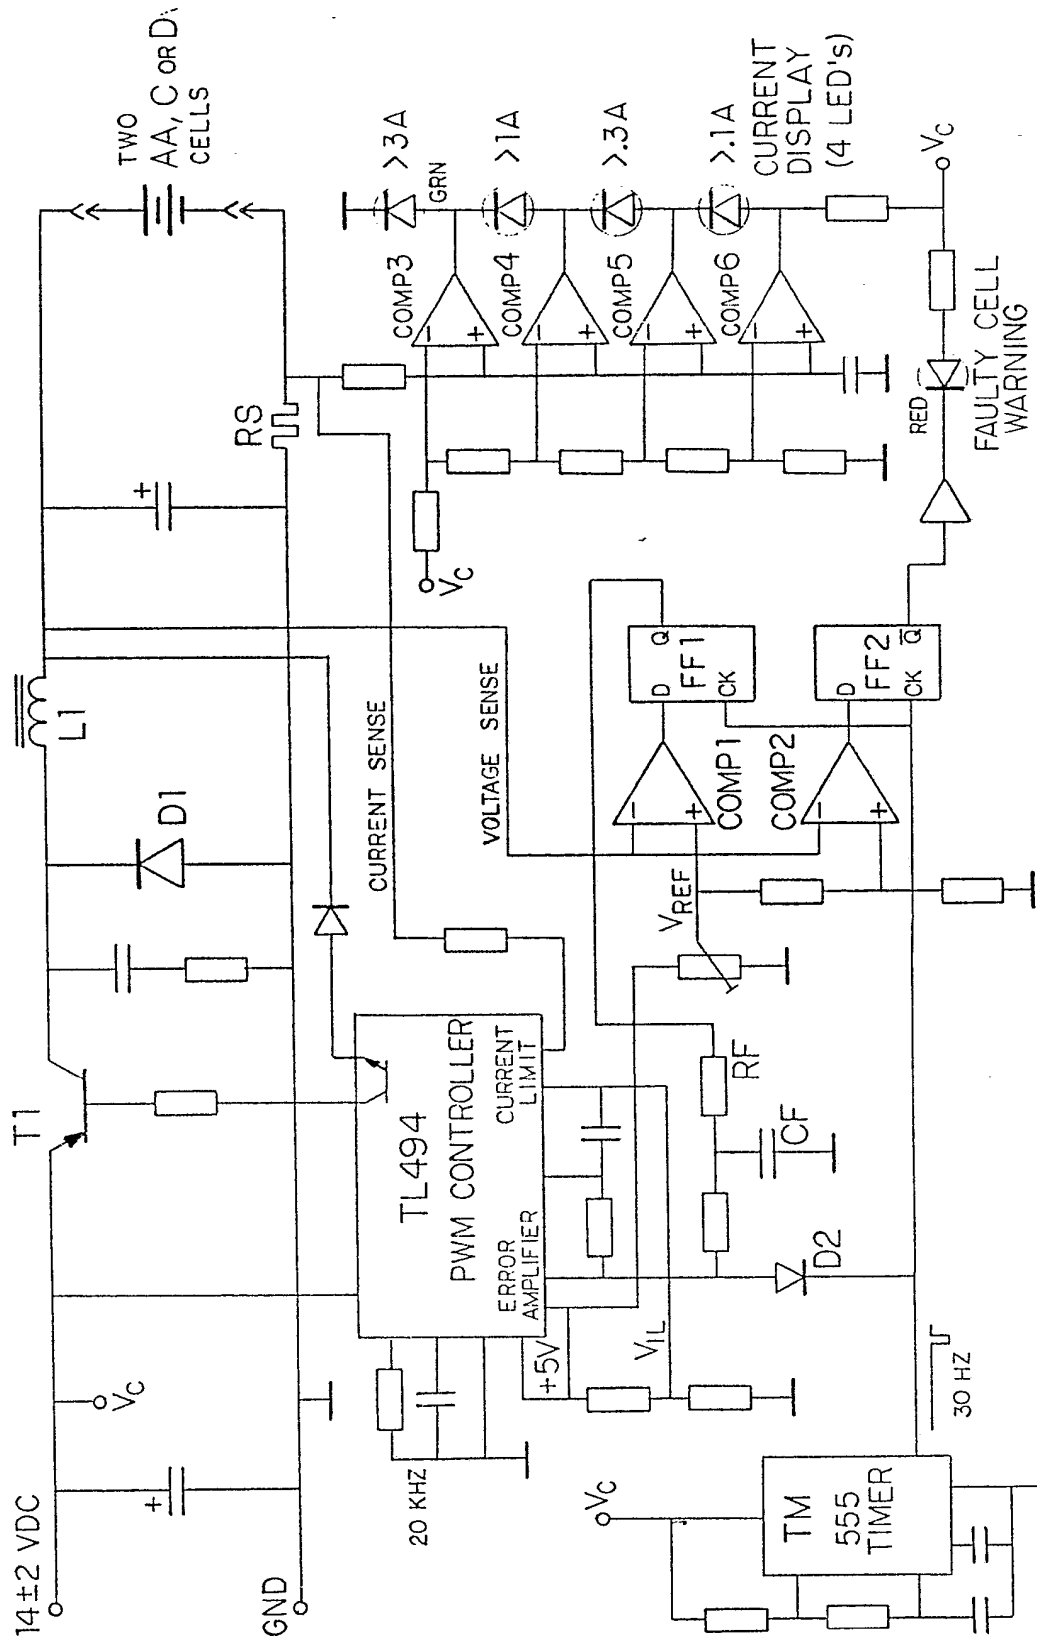 14±2 VDC
GND
VC
T1
D1
L1
RS
+
+
TWO
AA, C OR D
CELLS
20 KHZ
TL494
PWM CONTROLLER
ERROR
AMPLIFIER
CURRENT
LIMIT
CURRENT SENSE
VOLTAGE SENSE
+5V
VIL
VC
COMP3
-
+
COMP4
-
+
COMP5
-
+
COMP6
-
+
GRN
>3A
>1A
>.3A
>.1A
CURRENT
DISPLAY
(4 LED's)
VC
VC
TM
555
TIMER
30 HZ
D2
CF
RF
VREF
-
+
COMP1
COMP2
-
+
D
Q
FF1
CK
D
FF2
Q̅
CK
RED
FAULTY CELL
WARNING